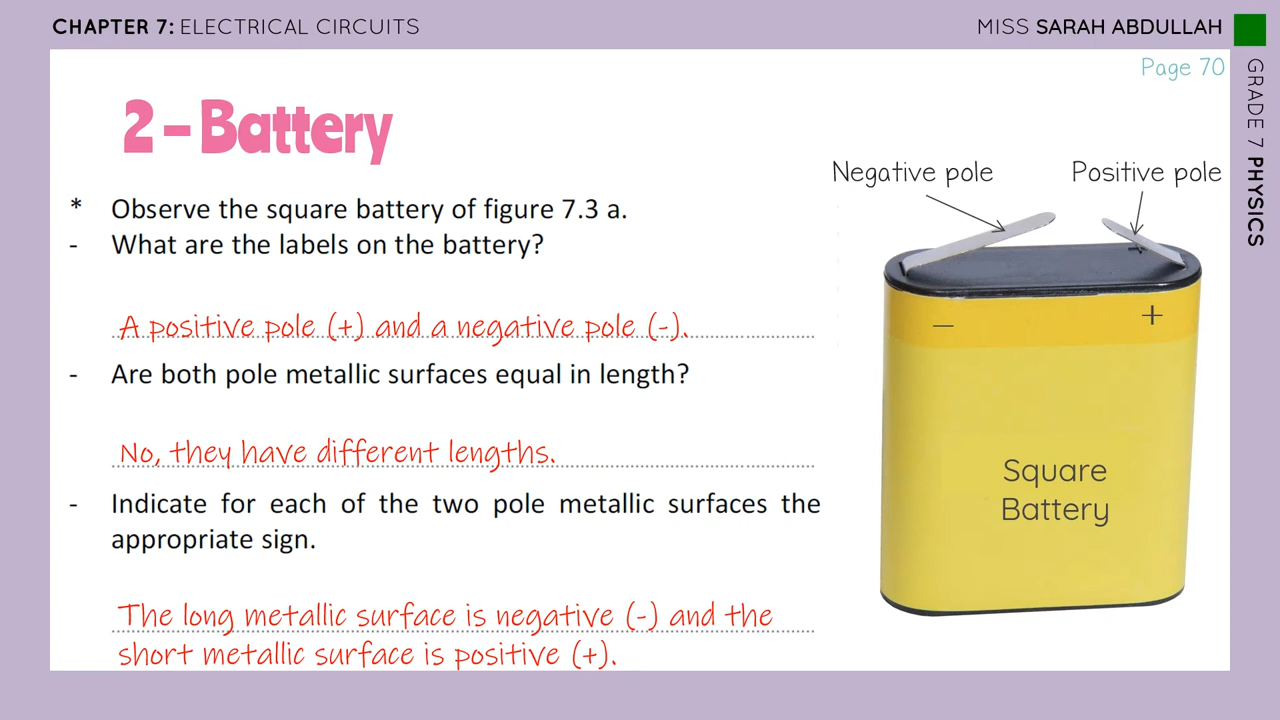 CHAPTER 7: ELECTRICAL CIRCUITS
MISS SARAH ABDULLAH
GRADE 7 PHYSICS
Page 70
2 - Battery
* Observe the square battery of figure 7.3 a.
- What are the labels on the battery?
A positive pole (+) and a negative pole (-).
- Are both pole metallic surfaces equal in length?
No, they have different lengths.
- Indicate for each of the two pole metallic surfaces the
appropriate sign.
The long metallic surface is negative (-) and the
short metallic surface is positive (+).
Negative pole
Positive pole
– +
Square
Battery